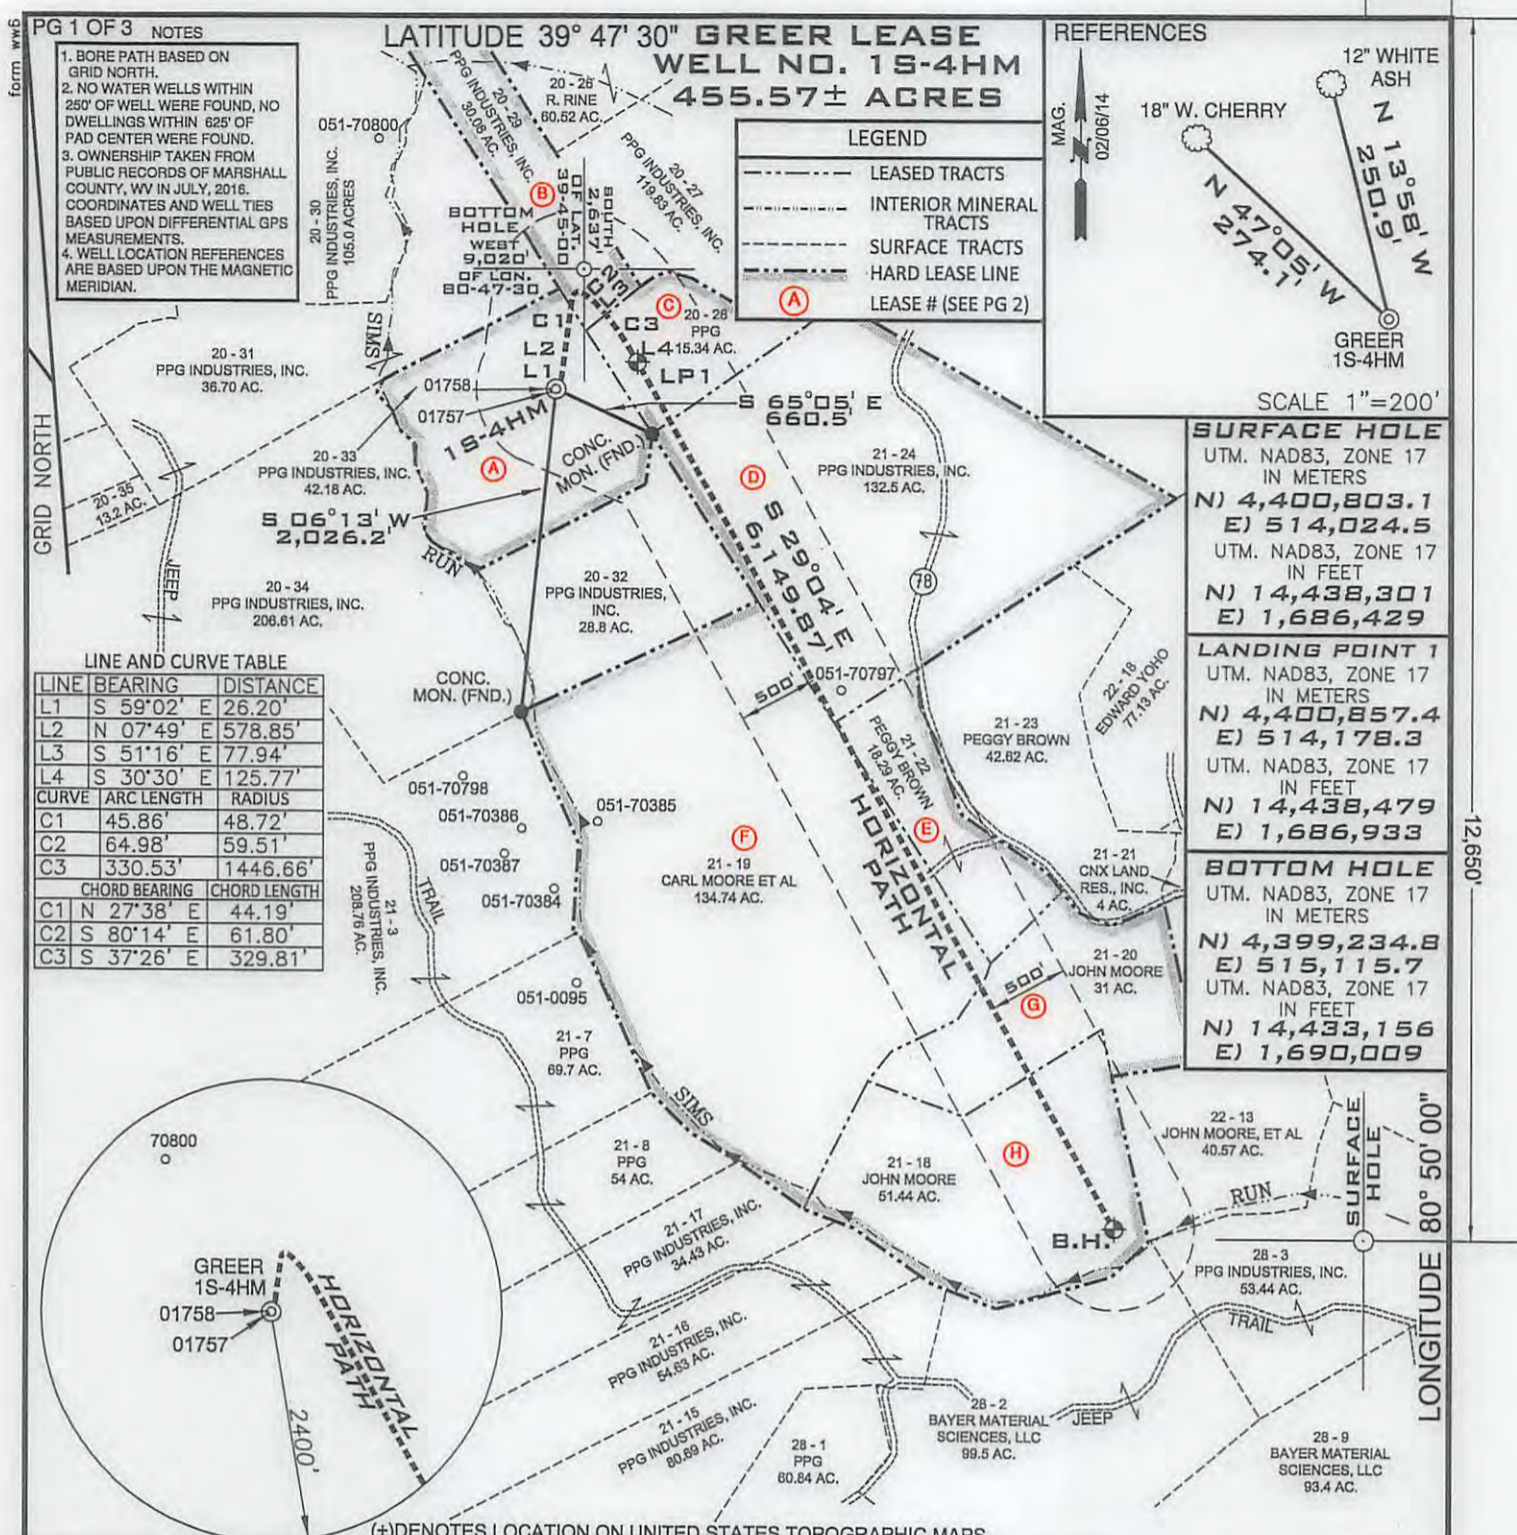 form ww6
PG 1 OF 3 NOTES
1. BORE PATH BASED ON
GRID NORTH.
2. NO WATER WELLS WITHIN
250' OF WELL WERE FOUND, NO
DWELLINGS WITHIN 625' OF
PAD CENTER WERE FOUND.
3. OWNERSHIP TAKEN FROM
PUBLIC RECORDS OF MARSHALL
COUNTY, WV IN JULY, 2016.
COORDINATES AND WELL TIES
BASED UPON DIFFERENTIAL GPS
MEASUREMENTS.
4. WELL LOCATION REFERENCES
ARE BASED UPON THE MAGNETIC
MERIDIAN.
LATITUDE 39° 47' 30"
GREER LEASE
WELL NO. 1S-4HM
455.57± ACRES
LEGEND
LEASED TRACTS
INTERIOR MINERAL
TRACTS
SURFACE TRACTS
HARD LEASE LINE
A LEASE # (SEE PG 2)
REFERENCES
MAG.
02/06/14
18" W. CHERRY
12" WHITE
ASH
N 13°58' W
250.9'
N 47°05' W
274.1'
GREER
1S-4HM
SCALE 1"=200'
SURFACE HOLE
UTM. NAD83, ZONE 17
IN METERS
N) 4,400,803.1
E) 514,024.5
UTM. NAD83, ZONE 17
IN FEET
N) 14,438,301
E) 1,686,429
LANDING POINT 1
UTM. NAD83, ZONE 17
IN METERS
N) 4,400,857.4
E) 514,178.3
UTM. NAD83, ZONE 17
IN FEET
N) 14,438,479
E) 1,686,933
BOTTOM HOLE
UTM. NAD83, ZONE 17
IN METERS
N) 4,399,234.8
E) 515,115.7
UTM. NAD83, ZONE 17
IN FEET
N) 14,433,156
E) 1,690,009
12,650'
LONGITUDE 80° 50' 00"
SURFACE
HOLE
GRID NORTH
051-70800
20 - 30
PPG INDUSTRIES, INC.
105.0 ACRES
20 - 29
PPG INDUSTRIES, INC.
30.08 AC.
R. RINE
60.52 AC.
20 - 27
PPG INDUSTRIES, INC.
119.83 AC.
B
BOTTOM
HOLE
WEST
9,020'
OF LON.
80-47-30
SOUTH
2,637'
OF LAT.
39-4500
C
20 - 28
PPG
15.34 AC.
C1
L2
L1
C2
L3
C3
L4
LP1
SIMS
20 - 31
PPG INDUSTRIES, INC.
36.70 AC.
01758
01757
1S-4HM
A
CONC.
MON. (FND.)
S 65°05' E
660.5'
20 - 33
PPG INDUSTRIES, INC.
42.18 AC.
20 - 35
13.2 AC.
S 06°13' W
2,026.2'
RUN
JEEP
D
21 - 24
PPG INDUSTRIES, INC.
132.5 AC.
S 29°04' E
6,149.87'
78
20 - 34
PPG INDUSTRIES, INC.
206.61 AC.
20 - 32
PPG INDUSTRIES,
INC.
28.8 AC.
LINE AND CURVE TABLE
LINE BEARING DISTANCE
L1 S 59°02' E 26.20'
L2 N 07°49' E 578.85'
L3 S 51°16' E 77.94'
L4 S 30°30' E 125.77'
CURVE ARC LENGTH RADIUS
C1 45.86' 48.72'
C2 64.98' 59.51'
C3 330.53' 1446.66'
CHORD BEARING CHORD LENGTH
C1 N 27°38' E 44.19'
C2 S 80°14' E 61.80'
C3 S 37°26' E 329.81'
CONC.
MON. (FND.)
500'
051-70797
22 - 18
EDWARD YOHO
77.13 AC.
21 - 23
PEGGY BROWN
42.62 AC.
21 - 22
PEGGY BROWN
18.29 AC.
051-70798
051-70386
051-70385
051-70387
051-70384
E
F
21 - 19
CARL MOORE ET AL
134.74 AC.
HORIZONTAL
PATH
21 - 21
CNX LAND
RES., INC.
4 AC.
TRAIL
21 - 3
PPG INDUSTRIES, INC.
208.76 AC.
21 - 20
JOHN MOORE
31 AC.
500'
G
051-0095
21 - 7
PPG
69.7 AC.
SIMS
21 - 8
PPG
54 AC.
21 - 18
JOHN MOORE
51.44 AC.
H
22 - 13
JOHN MOORE, ET AL
40.57 AC.
RUN
B.H.
21 - 17
PPG INDUSTRIES, INC.
34.43 AC.
28 - 3
PPG INDUSTRIES, INC.
53.44 AC.
TRAIL
21 - 16
PPG INDUSTRIES, INC.
54.63 AC.
21 - 15
PPG INDUSTRIES, INC.
80.69 AC.
28 - 1
PPG
60.84 AC.
28 - 2
BAYER MATERIAL
SCIENCES, LLC
99.5 AC.
JEEP
28 - 9
BAYER MATERIAL
SCIENCES, LLC
93.4 AC.
70800
GREER
1S-4HM
01758
01757
HORIZONTAL
PATH
2400'
(+)DENOTES LOCATION ON UNITED STATES TOPOGRAPHIC MAPS